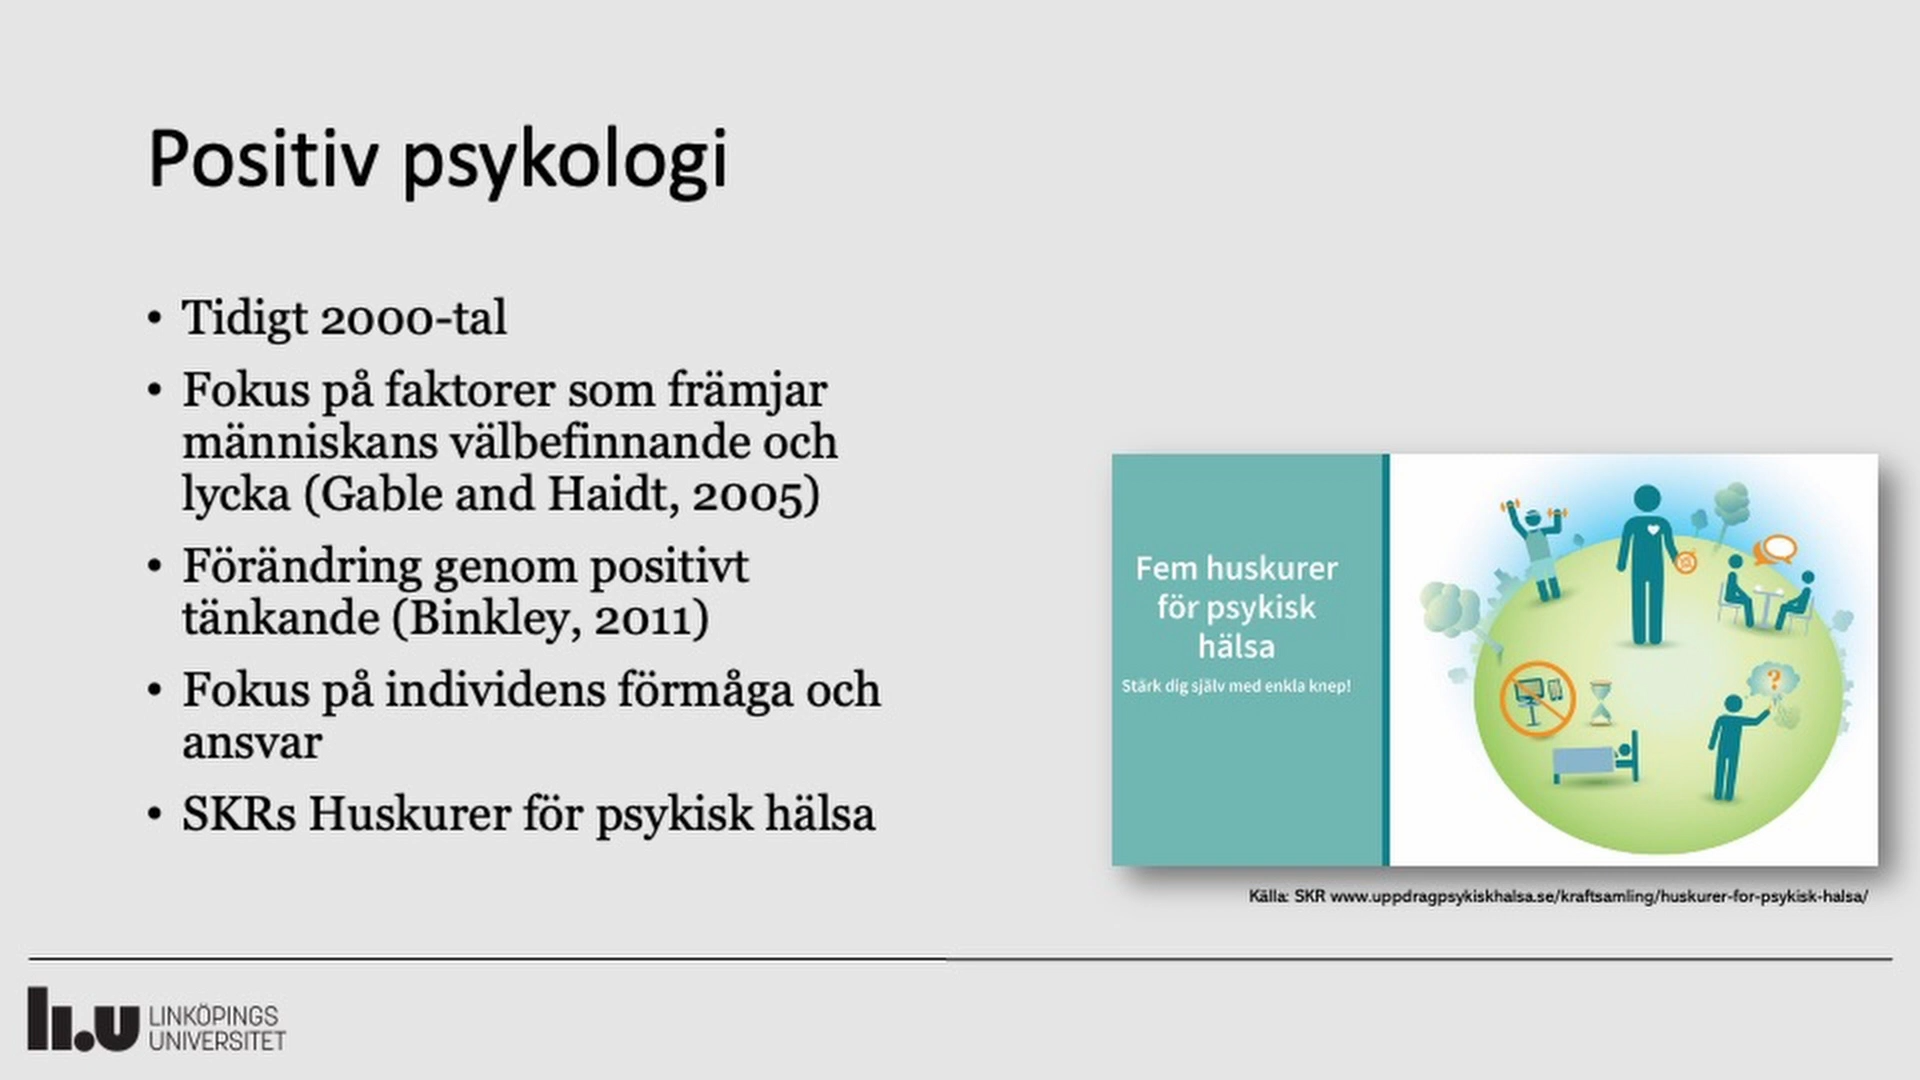 Positiv psykologi
• Tidigt 2000-tal
• Fokus på faktorer som främjar
människans välbefinnande och
lycka (Gable and Haidt, 2005)
• Förändring genom positivt
tänkande (Binkley, 2011)
• Fokus på individens förmåga och
ansvar
• SKRs Huskurer för psykisk hälsa
Fem huskurer
för psykisk
hälsa
Stärk dig själv med enkla knep!
?
Källa: SKR www.uppdragpsykiskhalsa.se/kraftsamling/huskurer-for-psykisk-halsa/
li.u LINKÖPINGS
UNIVERSITET